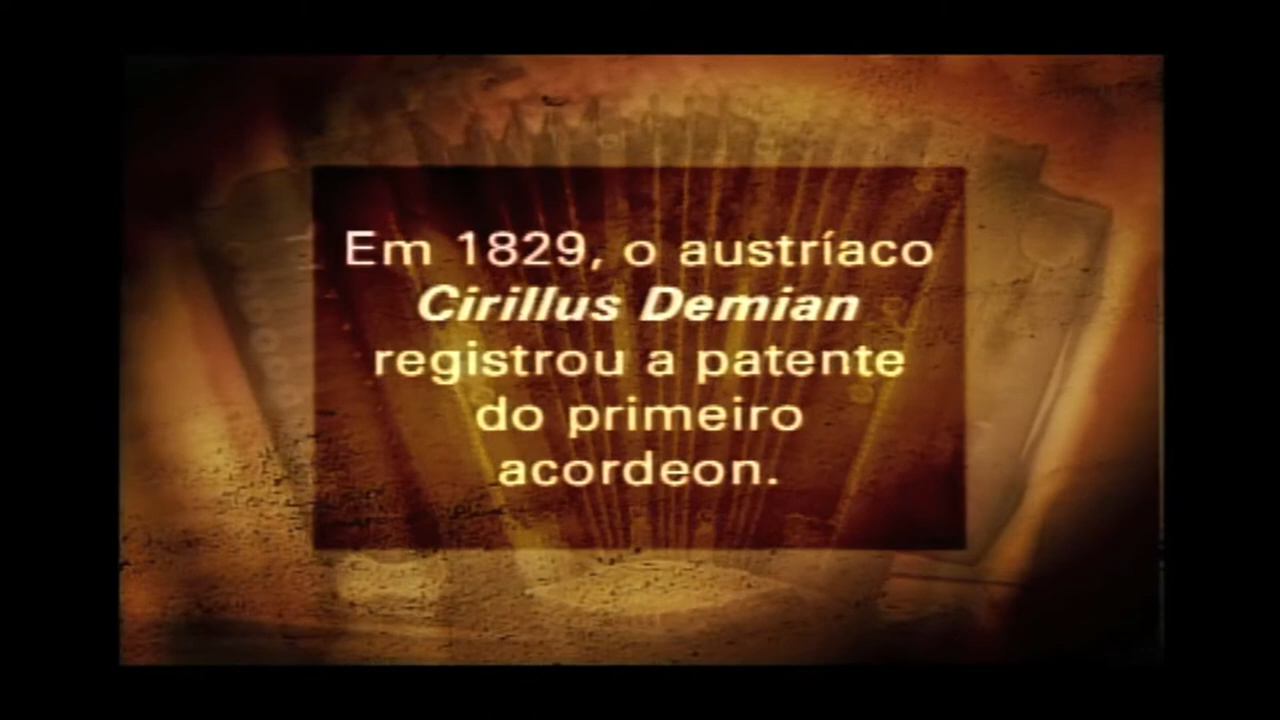 Em 1829, o austríaco
Cirillus Demian
registrou a patente
do primeiro
acordeon.